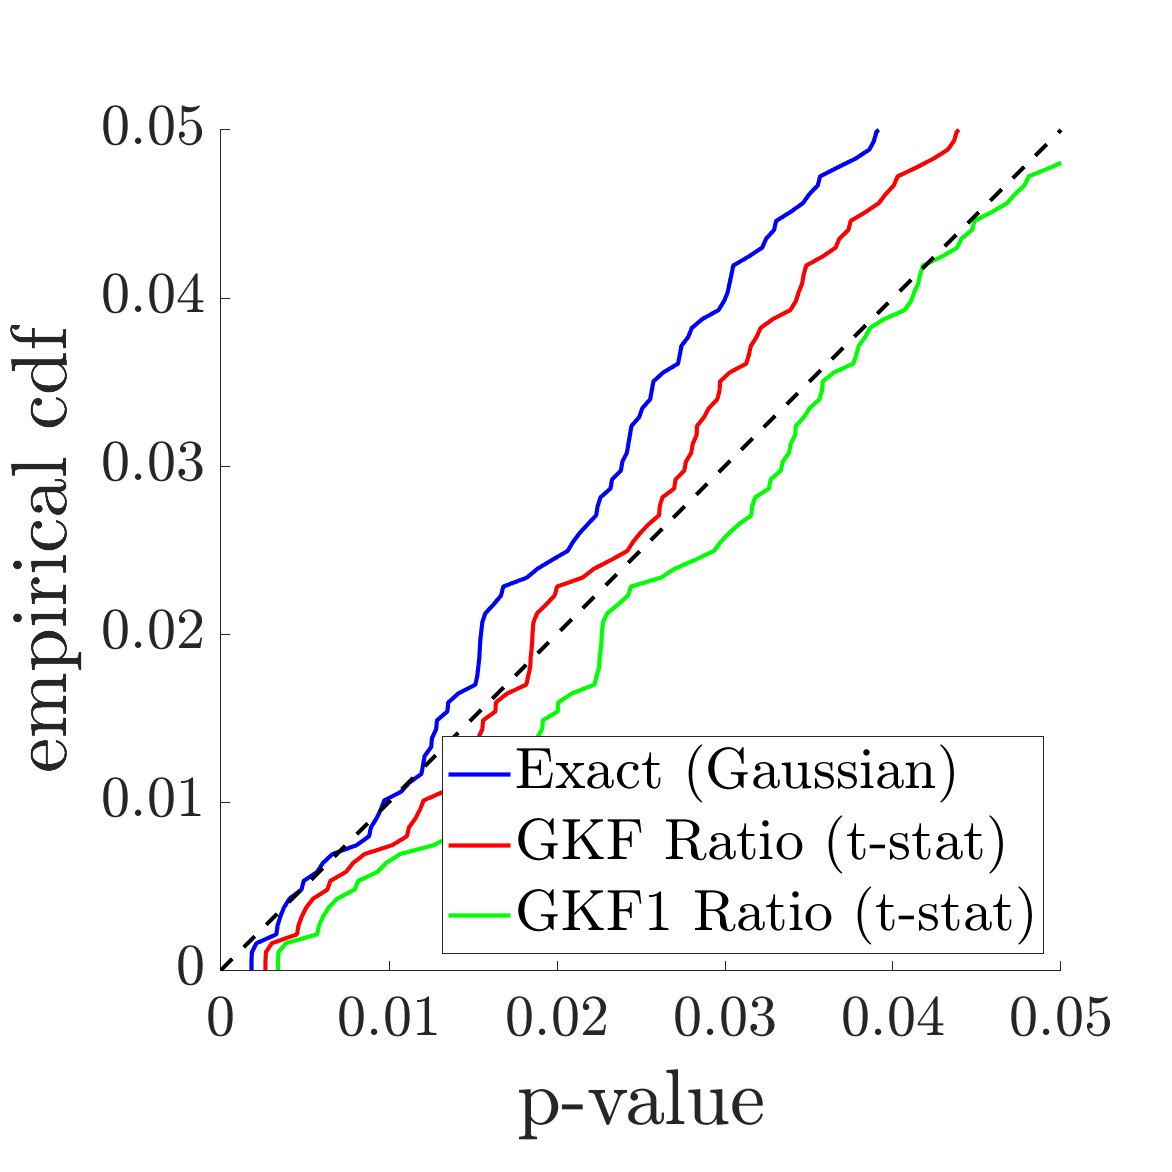 0.05
0.04
0.03
0.02
0.01
0
empirical cdf
Exact (Gaussian)
GKF Ratio (t-stat)
GKF1 Ratio (t-stat)
0 0.01 0.02 0.03 0.04 0.05
p-value